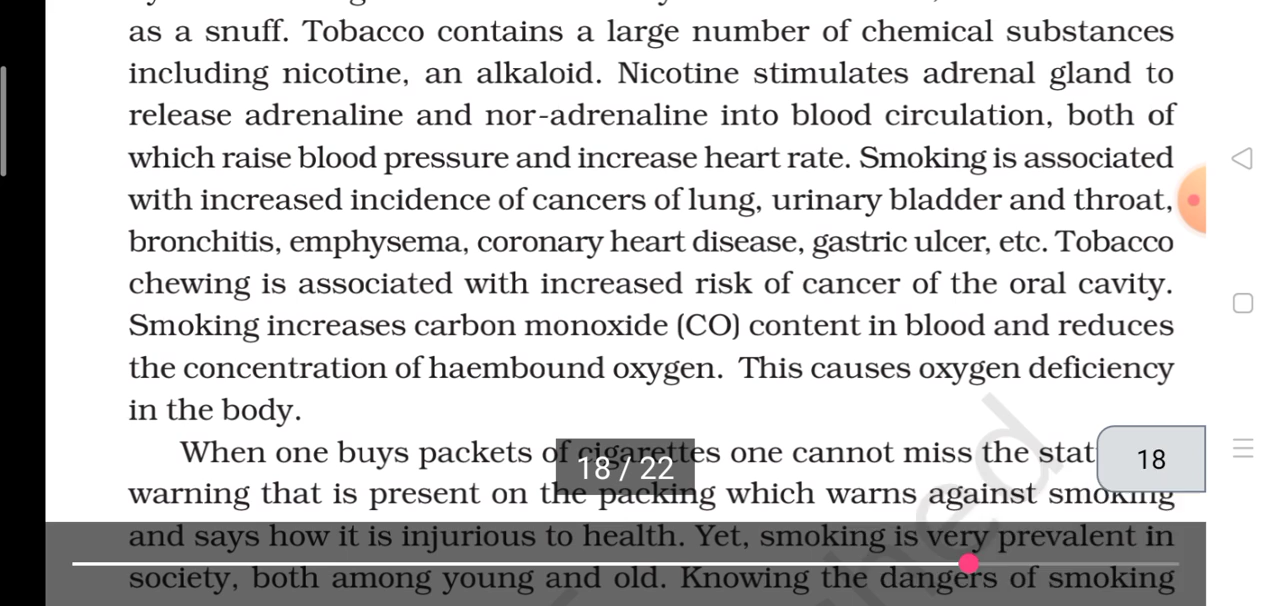 as a snuff. Tobacco contains a large number of chemical substances
including nicotine, an alkaloid. Nicotine stimulates adrenal gland to
release adrenaline and nor-adrenaline into blood circulation, both of
which raise blood pressure and increase heart rate. Smoking is associated
with increased incidence of cancers of lung, urinary bladder and throat,
bronchitis, emphysema, coronary heart disease, gastric ulcer, etc. Tobacco
chewing is associated with increased risk of cancer of the oral cavity.
Smoking increases carbon monoxide (CO) content in blood and reduces
the concentration of haembound oxygen. This causes oxygen deficiency
in the body.
When one buys packets of cigarettes one cannot miss the stat
18 / 22
18
warning that is present on the packing which warns against smoking
and says how it is injurious to health. Yet, smoking is very prevalent in
society, both among young and old. Knowing the dangers of smoking